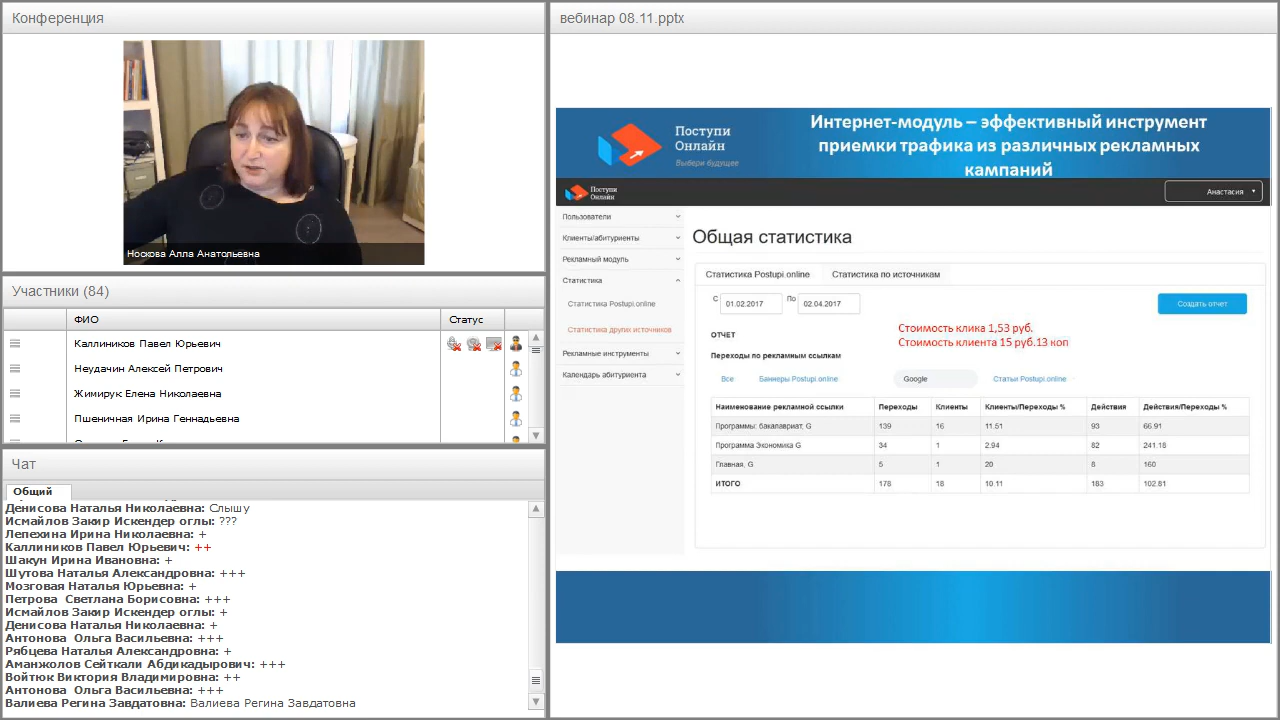 Конференция
Носкова Алла Анатольевна
Участники (84)
ФИО Статус
Каллиников Павел Юрьевич
Неудачин Алексей Петрович
Жимирук Елена Николаевна
Пшеничная Ирина Геннадьевна
Чат
Общий
Денисова Наталья Николаевна: Слышу
Исмайлов Закир Искендер оглы: ???
Лепехина Ирина Николаевна: +
Каллиников Павел Юрьевич: ++
Шакун Ирина Ивановна: +
Шутова Наталья Александровна: +++
Мозговая Наталья Юрьевна: +
Петрова Светлана Борисовна: +++
Исмайлов Закир Искендер оглы: +
Денисова Наталья Николаевна: +
Антонова Ольга Васильевна: +++
Рябцева Наталья Александровна: +
Аманжолов Сейткали Абдикадырович: +++
Войтюк Виктория Владимировна: ++
Антонова Ольга Васильевна: +++
Валиева Регина Завдатовна: Валиева Регина Завдатовна
вебинар 08.11.pptx
Поступи
Онлайн
Выбери будущее
Интернет-модуль – эффективный инструмент
приемки трафика из различных рекламных
кампаний
Поступи
Онлайн
Анастасия
Пользователи
Клиенты/абитуриенты
Рекламный модуль
Статистика
Статистика Postupi.online
Статистика других источников
Рекламные инструменты
Календарь абитуриента
Общая статистика
Статистика Postupi.online Статистика по источникам
С 01.02.2017 По 02.04.2017 Создать отчет
ОТЧЕТ
Стоимость клика 1,53 руб.
Стоимость клиента 15 руб.13 коп
Переходы по рекламным ссылкам
Все Баннеры Postupi.online Google Статьи Postupi.online
Наименование рекламной ссылки Переходы Клиенты Клиенты/Переходы % Действия Действия/Переходы %
Программы: бакалавриат, G 139 16 11.51 93 66.91
Программа Экономика G 34 1 2.94 82 241.18
Главная, G 5 1 20 8 160
ИТОГО 178 18 10.11 183 102.81